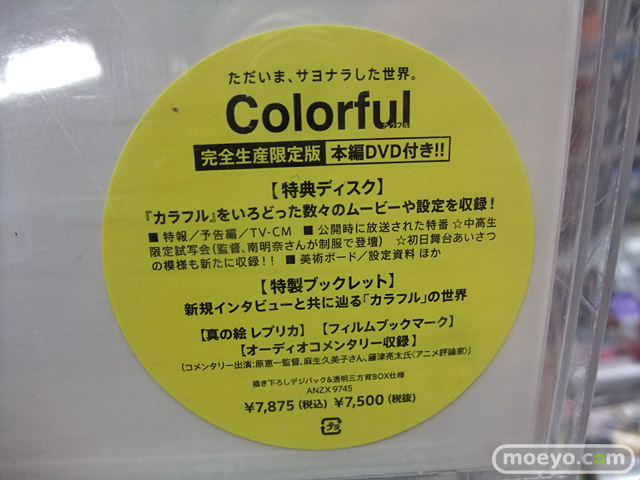 ただいま、サヨナラした世界。
Colorful
カラフル
完全生産限定版 本編DVD付き!!
【特典ディスク】
『カラフル』をいろどった数々のムービーや設定を収録！
■ 特報／予告編／TV-CM ■ 公開時に放送された特番 ☆中高生
限定試写会(監督、南明奈さんが制服で登壇) ☆初日舞台あいさつ
の模様も新たに収録！！ ■ 美術ボード／設定資料 ほか
【特製ブックレット】
新規インタビューと共に辿る「カラフル」の世界
【真の絵 レプリカ】 【フィルムブックマーク】
【オーディオコメンタリー収録】
(コメンタリー出演:原恵一監督、麻生久美子さん、藤津亮太氏〈アニメ評論家〉)
描き下ろしデジパック&透明三方背BOX仕様
ANZX 9745
¥7,875 (税込) ¥7,500 (税抜)
moeyo.com